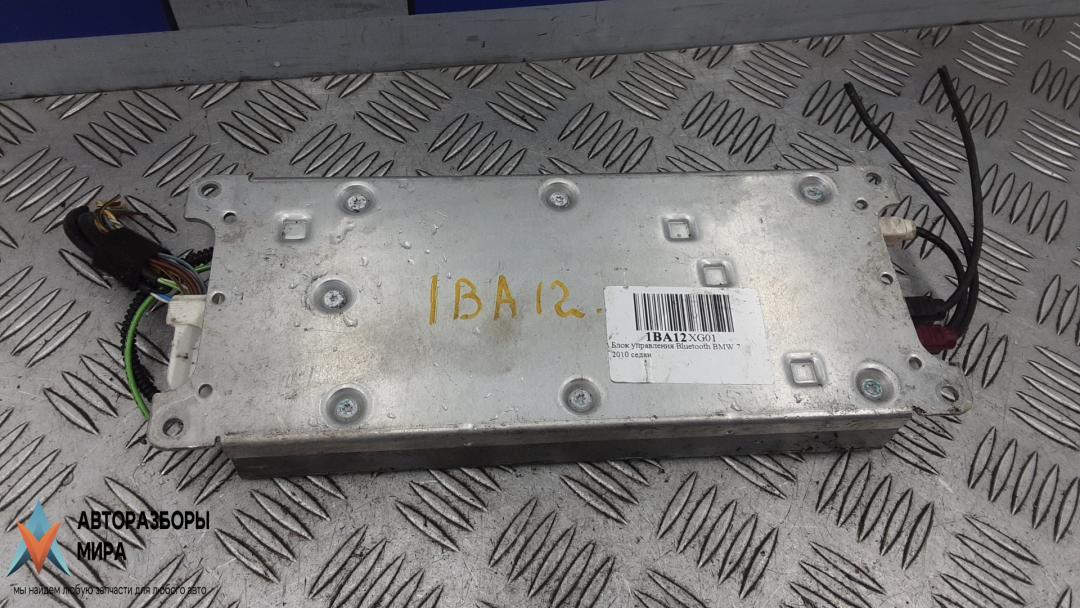 1BA12.
1BA12XG01
Блок управления Bluetooth BMW 7
2010 седан
АВТОРАЗБОРЫ
МИРА
мы найдем любую запчасти для любого авто